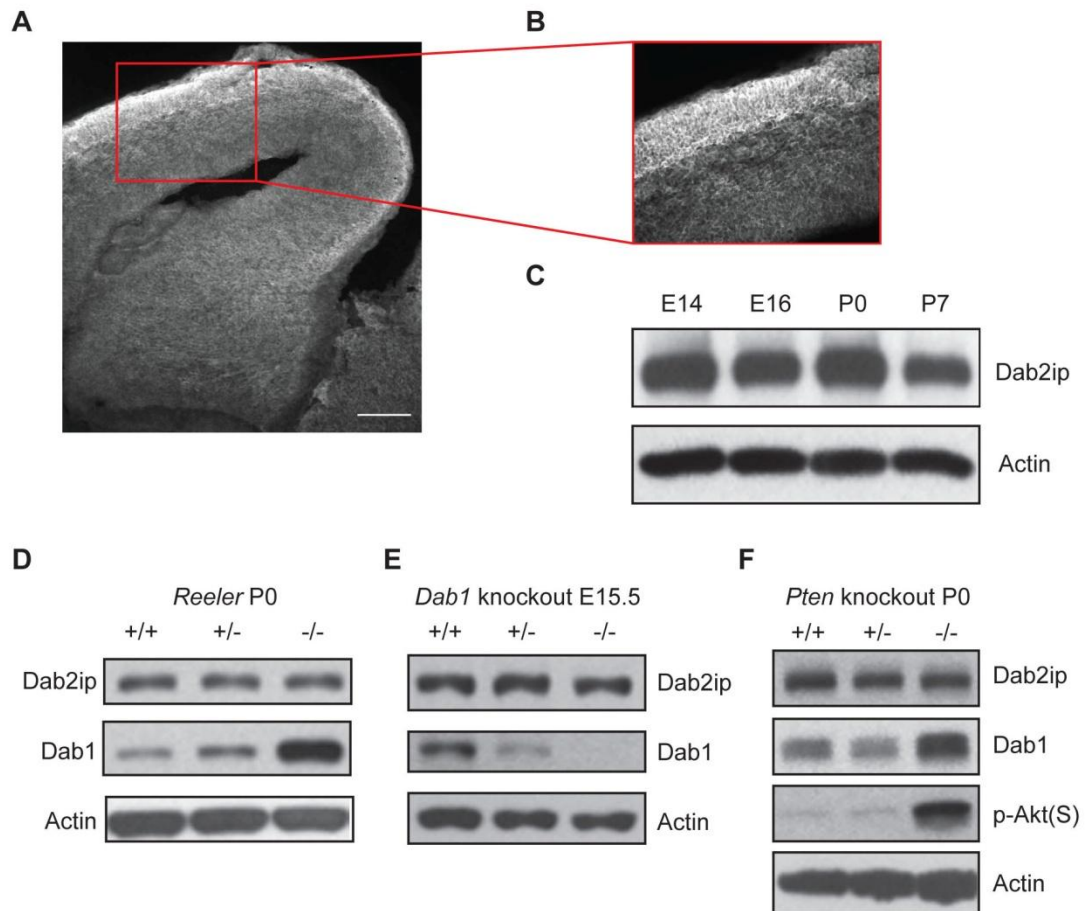 A
B
C
E14 E16 P0 P7
Dab2ip
Actin
D
Reeler P0
+/+ +/- -/-
Dab2ip
Dab1
Actin
E
Dab1 knockout E15.5
+/+ +/- -/-
Dab2ip
Dab1
Actin
F
Pten knockout P0
+/+ +/- -/-
Dab2ip
Dab1
p-Akt(S)
Actin